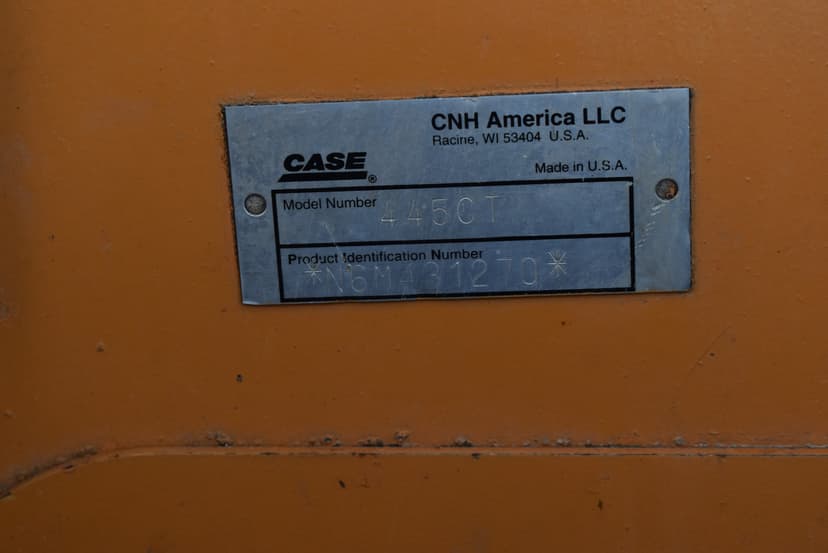 CNH America LLC
Racine, WI 53404 U.S.A.
CASE®
Made in U.S.A.
Model Number 445CT
Product Identification Number
*N6M431270*